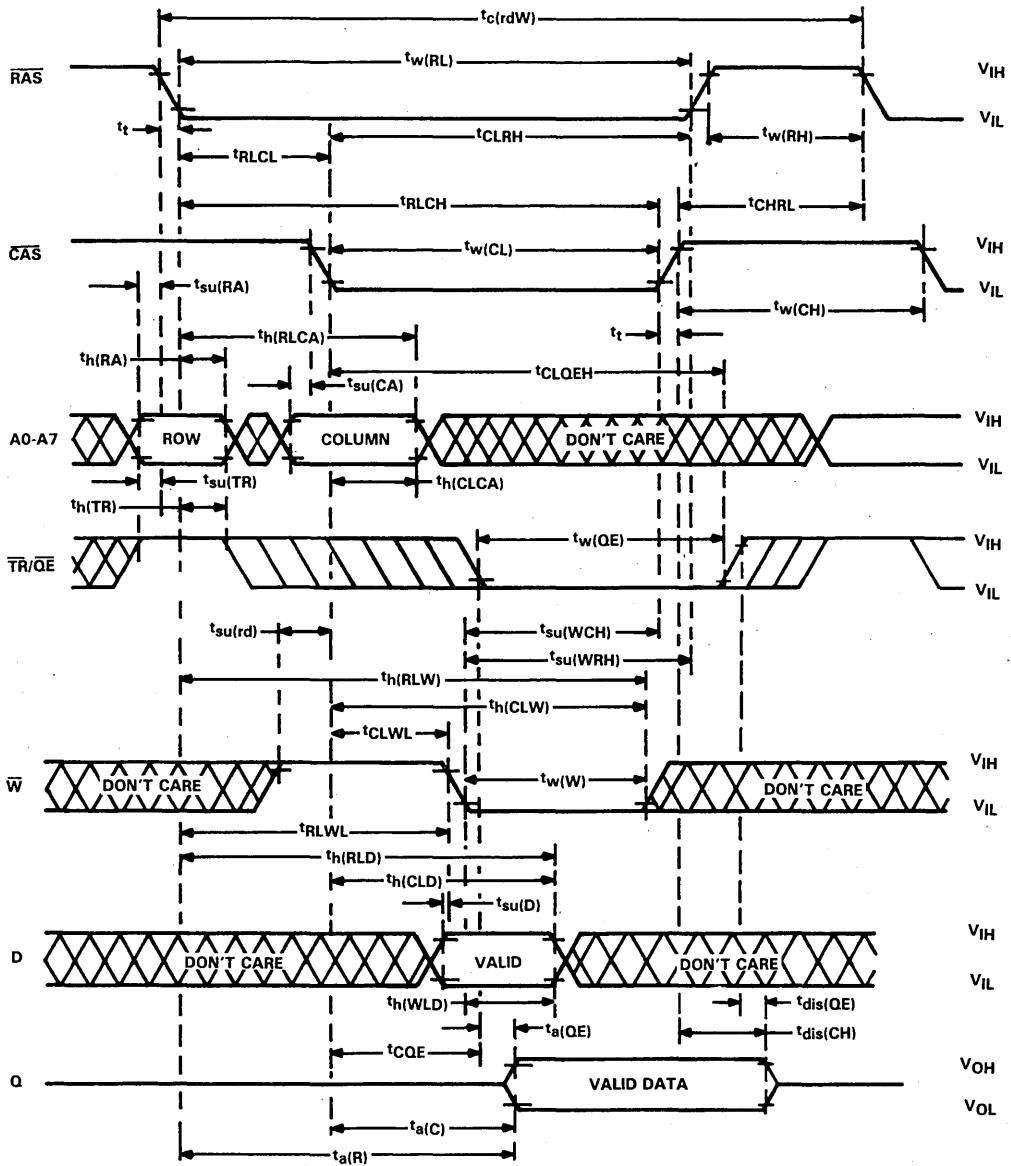 tc(rdW)
tw(RL)
RAS
VIH
VIL
tt
tCLRH
tw(RH)
tRLCL
tRLCH
tCHRL
CAS
tw(CL)
VIH
VIL
tsu(RA)
tw(CH)
th(RLCA)
tt
th(RA)
tCLQEH
tsu(CA)
A0-A7
ROW
COLUMN
DON'T CARE
VIH
VIL
tsu(TR)
th(CLCA)
th(TR)
tw(QE)
TR/QE
VIH
VIL
tsu(rd)
tsu(WCH)
tsu(WRH)
th(RLW)
th(CLW)
tCLWL
W
DON'T CARE
tw(W)
DON'T CARE
VIH
VIL
tRLWL
th(RLD)
th(CLD)
tsu(D)
D
DON'T CARE
VALID
DON'T CARE
VIH
VIL
th(WLD)
tdis(QE)
ta(QE)
tdis(CH)
tCQE
Q
VALID DATA
VOH
VOL
ta(C)
ta(R)